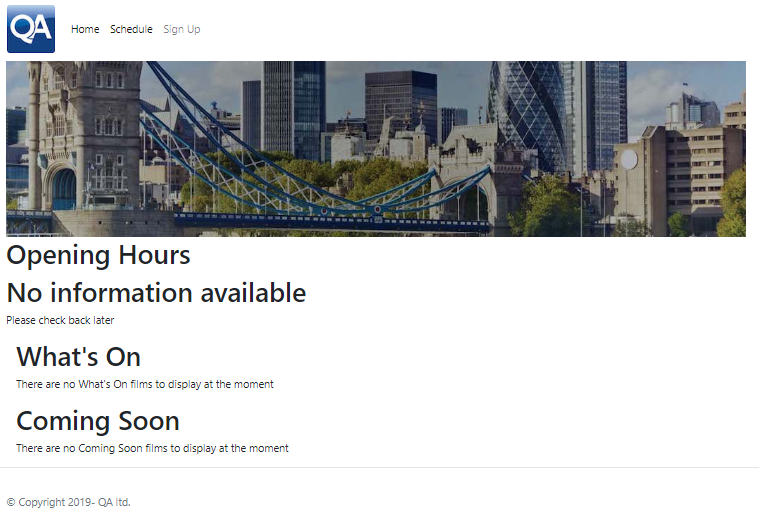 QA
Home Schedule Sign Up
Opening Hours
No information available
Please check back later
What's On
There are no What's On films to display at the moment
Coming Soon
There are no Coming Soon films to display at the moment
© Copyright 2019- QA ltd.